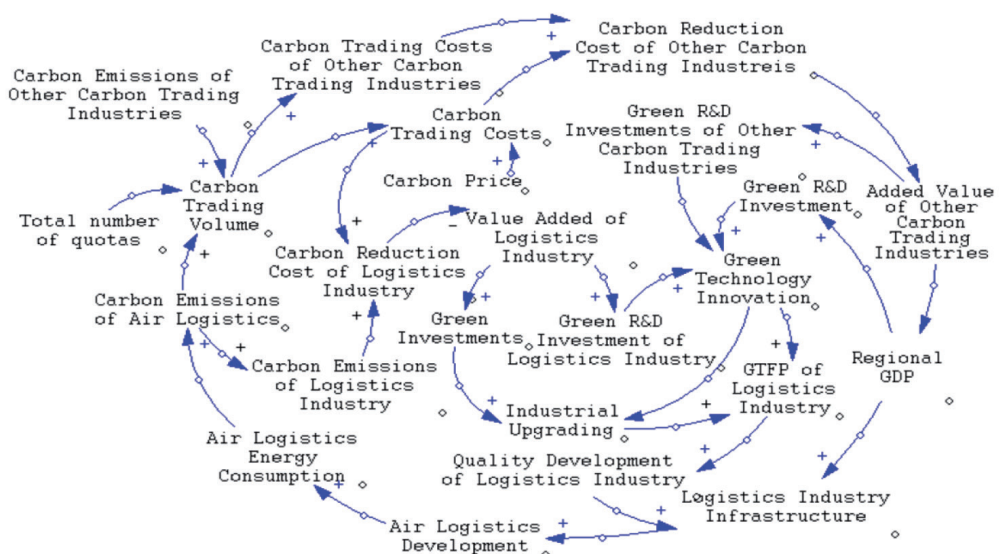 Carbon Trading Costs
of Other Carbon
Trading Industries
Carbon Reduction
Cost of Other Carbon
Trading Industreis
Carbon Emissions of
Other Carbon Trading
Industries
Carbon
Trading Costs
Green R&D
Investments of Other
Carbon Trading
Industries
Carbon Price
Carbon
Trading
Volume
Total number
of quotas
Green R&D
Investment
Added Value
of Other
Carbon
Trading
Industries
Value Added of
Logistics
Industry
Carbon Reduction
Cost of Logistics
Industry
Green
Technology
Innovation
Carbon Emissions
of Air Logistics
Green
Investments
Green R&D
Investment of
Logistics Industry
Carbon Emissions
of Logistics
Industry
GTFP of
Logistics
Industry
Regional
GDP
Industrial
Upgrading
Air Logistics
Energy
Consumption
Quality Development
of Logistics Industry
Logistics Industry
Infrastructure
Air Logistics
Development